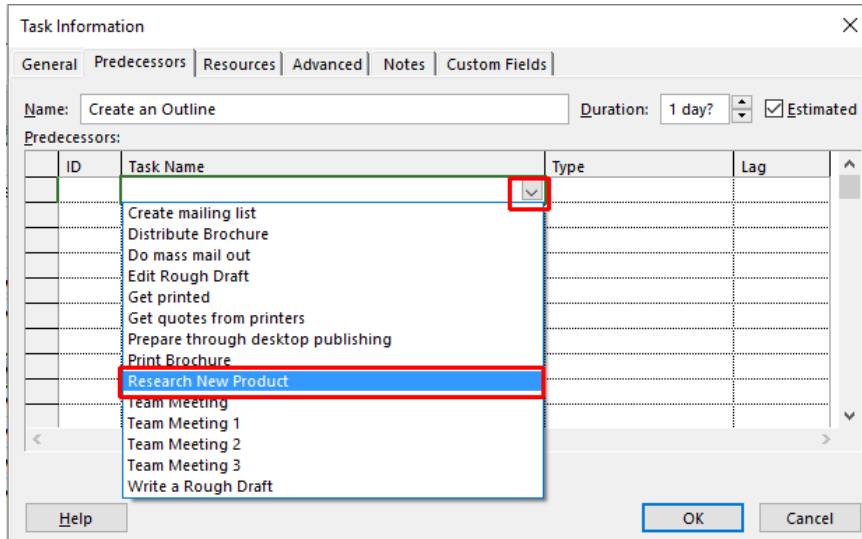 Task Information
General Predecessors Resources Advanced Notes Custom Fields
Name: Create an Outline Duration: 1 day? Estimated
Predecessors:
ID Task Name Type Lag
Create mailing list
Distribute Brochure
Do mass mail out
Edit Rough Draft
Get printed
Get quotes from printers
Prepare through desktop publishing
Print Brochure
Research New Product
Team Meeting
Team Meeting 1
Team Meeting 2
Team Meeting 3
Write a Rough Draft
Help OK Cancel